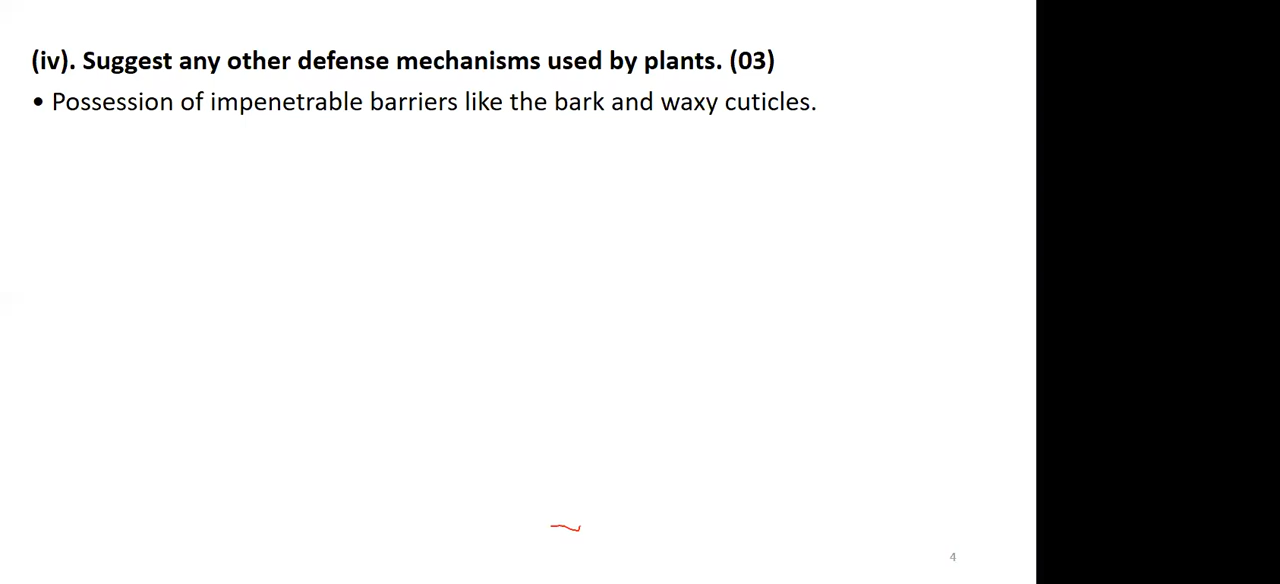 (iv). Suggest any other defense mechanisms used by plants. (03)
• Possession of impenetrable barriers like the bark and waxy cuticles.
4